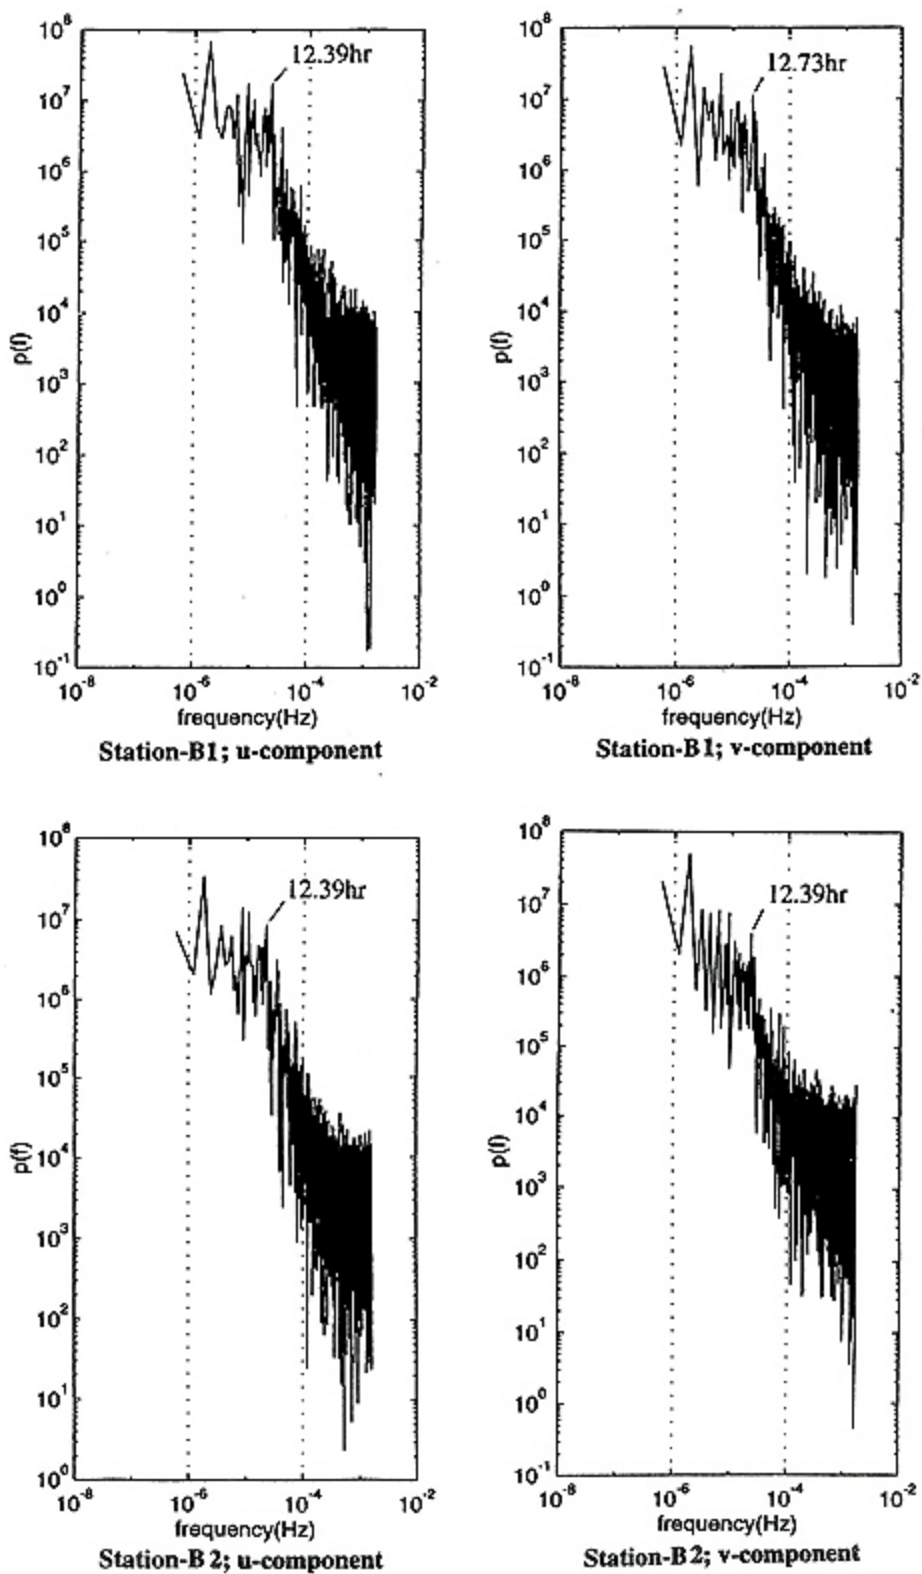 10^8
12.39hr
10^7
10^6
10^5
10^4
p(f)
10^3
10^2
10^1
10^0
10^-1
10^-8 10^-6 10^-4 10^-2
frequency(Hz)
Station-B1; u-component
10^8
12.73hr
10^7
10^6
10^5
10^4
p(f)
10^3
10^2
10^1
10^0
10^-1
10^-8 10^-6 10^-4 10^-2
frequency(Hz)
Station-B1; v-component
10^8
12.39hr
10^7
10^6
10^5
p(f)
10^4
10^3
10^2
10^1
10^0
10^-8 10^-6 10^-4 10^-2
frequency(Hz)
Station-B2; u-component
10^8
12.39hr
10^7
10^6
10^5
10^4
p(f)
10^3
10^2
10^1
10^0
10^-1
10^-8 10^-6 10^-4 10^-2
frequency(Hz)
Station-B2; v-component